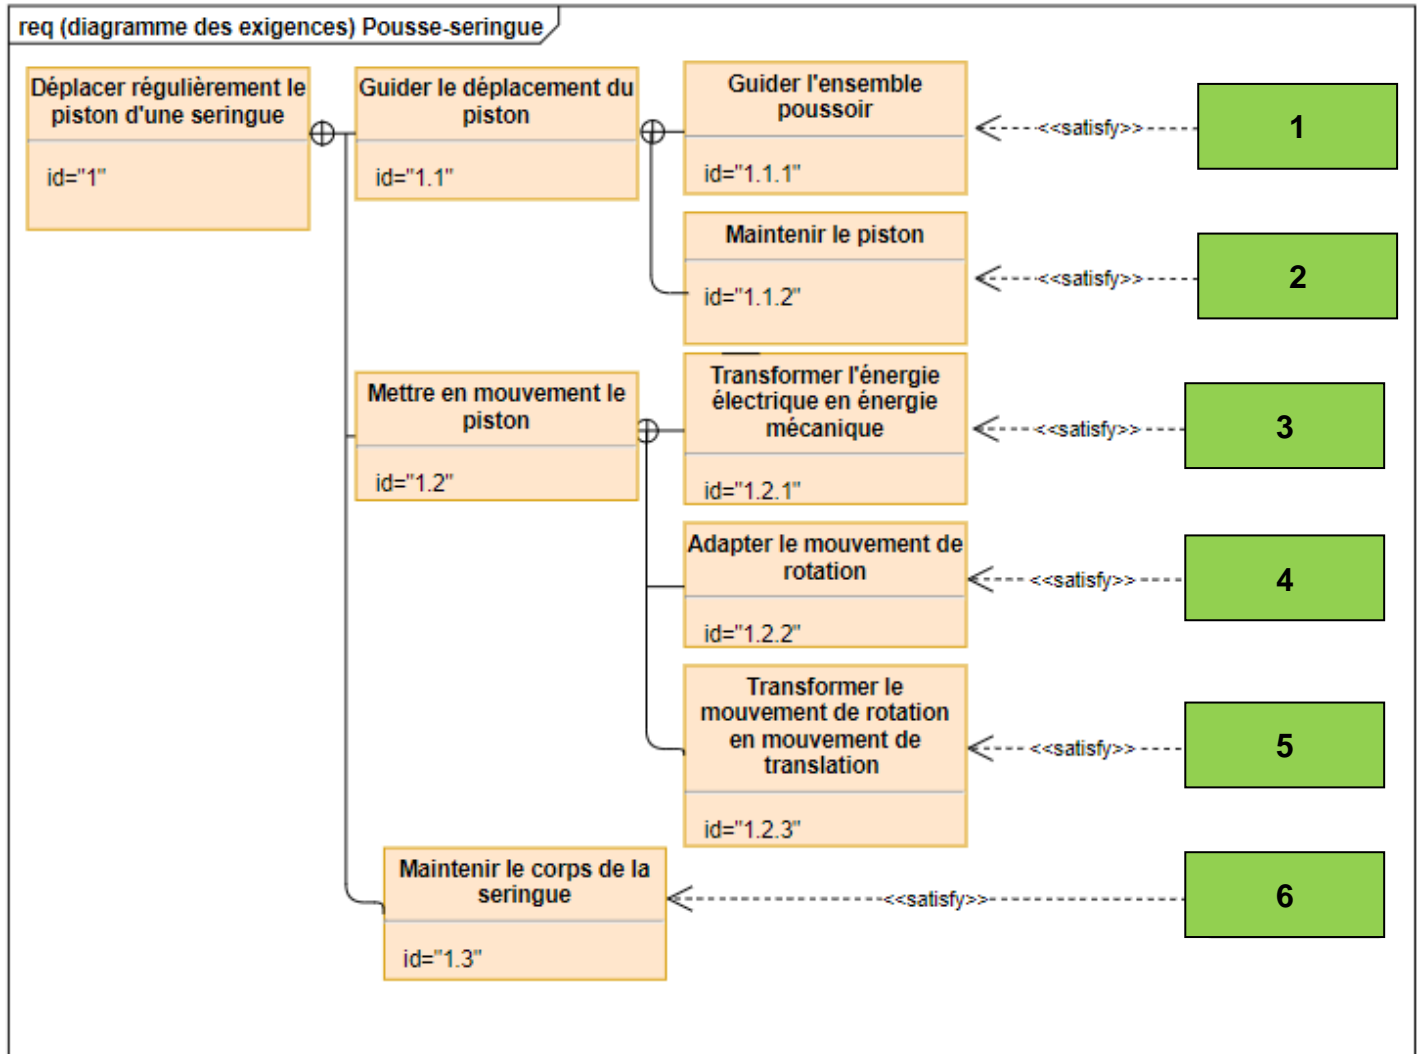 req (diagramme des exigences) Pousse-seringue
Déplacer régulièrement le
piston d'une seringue
id="1"
Guider le déplacement du
piston
id="1.1"
Guider l'ensemble
poussoir
id="1.1.1"
<<satisfy>>
1
Maintenir le piston
id="1.1.2"
<<satisfy>>
2
Mettre en mouvement le
piston
id="1.2"
Transformer l'énergie
électrique en énergie
mécanique
id="1.2.1"
<<satisfy>>
3
Adapter le mouvement de
rotation
id="1.2.2"
<<satisfy>>
4
Transformer le
mouvement de rotation
en mouvement de
translation
id="1.2.3"
<<satisfy>>
5
Maintenir le corps de la
seringue
id="1.3"
<<satisfy>>
6